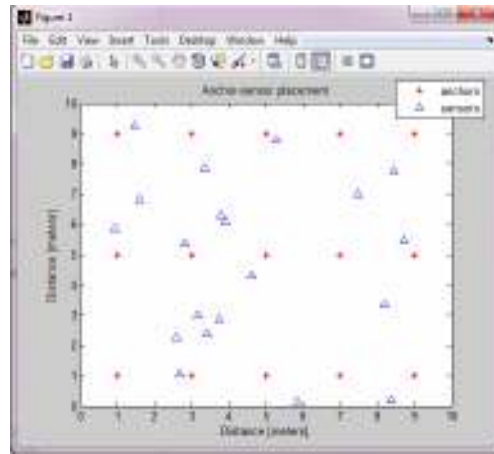 Figure 1
File Edit View Insert Tools Desktop Window Help
Anchor-sensor placement
anchors
sensors
10
9
8
7
6
5
4
3
2
1
0
Distance [meters]
0 1 2 3 4 5 6 7 8 9 10
Distance [meters]